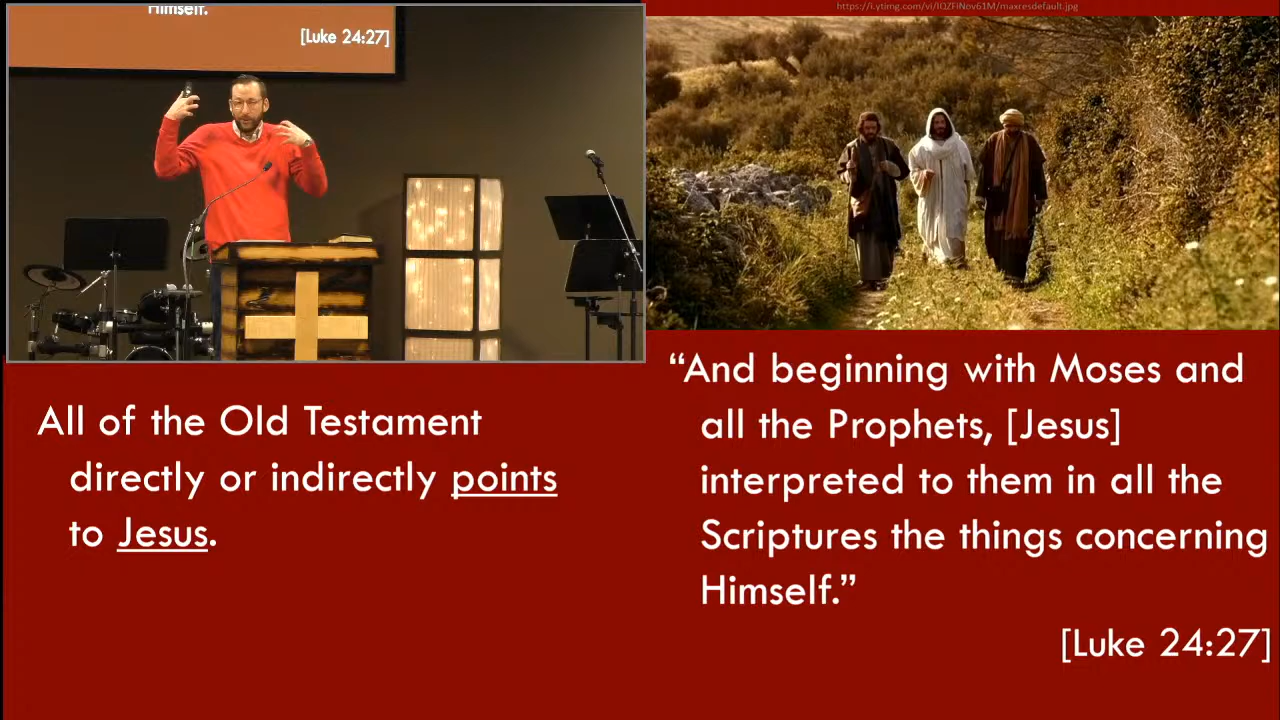 Himself.
[Luke 24:27]
https://i.ytimg.com/vi/IQZFiNov61M/maxresdefault.jpg
All of the Old Testament
directly or indirectly points
to Jesus.
“And beginning with Moses and
all the Prophets, [Jesus]
interpreted to them in all the
Scriptures the things concerning
Himself.”
[Luke 24:27]